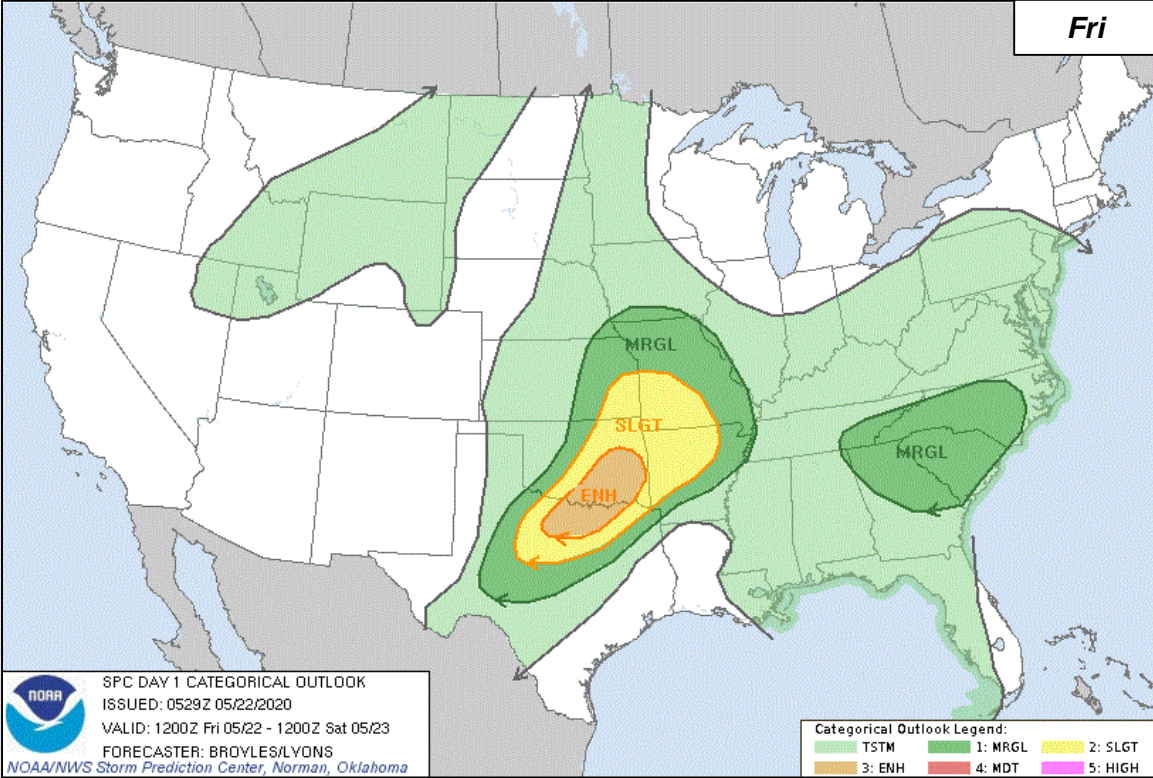 Fri
MRGL
SLGT
MRGL
ENH
NOAA
SPC DAY 1 CATEGORICAL OUTLOOK
ISSUED: 0529Z 05/22/2020
VALID: 1200Z Fri 05/22 - 1200Z Sat 05/23
FORECASTER: BROYLES/LYONS
NOAA/NWS Storm Prediction Center, Norman, Oklahoma
Categorical Outlook Legend:
TSTM 1: MRGL 2: SLGT
3: ENH 4: MDT 5: HIGH